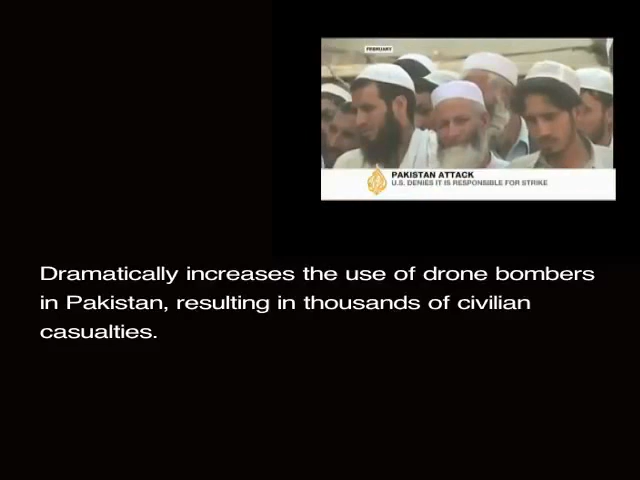 FEBRUARY
PAKISTAN ATTACK
U.S. DENIES IT IS RESPONSIBLE FOR STRIKE
Dramatically increases the use of drone bombers
in Pakistan, resulting in thousands of civilian
casualties.